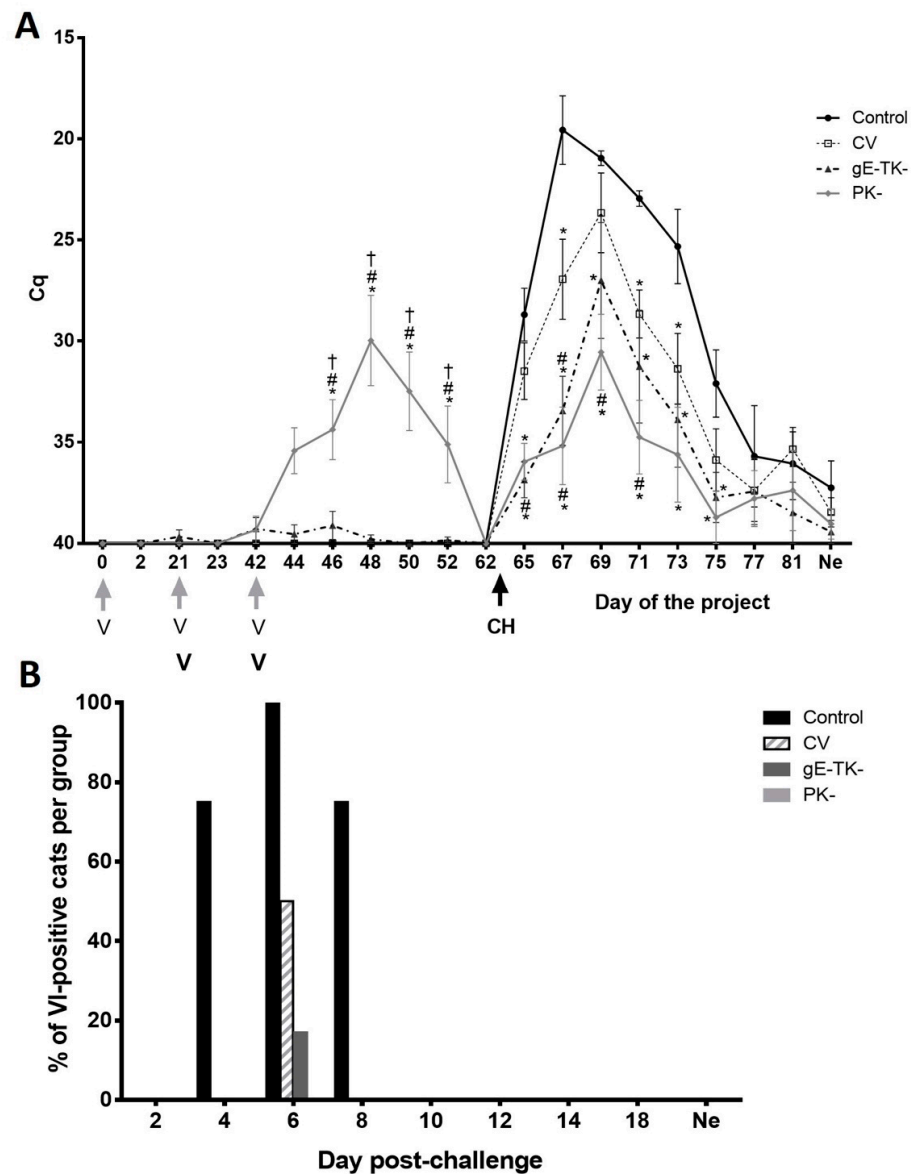 A
15
20
25
30
35
40
Cq
Control
CV
gE-TK-
PK-
†
#
*
†
#
*
†
#
*
†
#
*
†
#
*
*
#
*
*
#
*
#
*
*
#
*
*
*
#
*
*
*
*
*
*
0 2 21 23 42 44 46 48 50 52 62 65 67 69 71 73 75 77 81 Ne
V V V CH
V V
Day of the project
B
100
80
60
40
20
0
% of VI-positive cats per group
Control
CV
gE-TK-
PK-
2 4 6 8 10 12 14 18 Ne
Day post-challenge